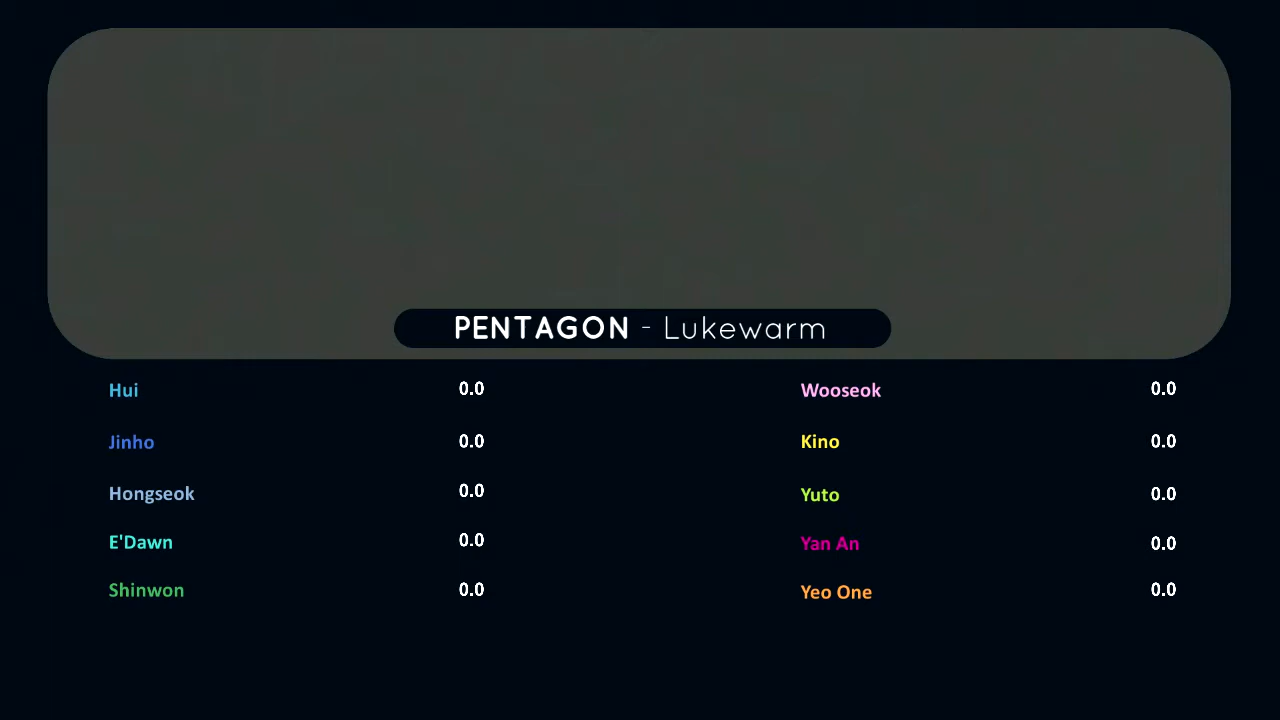 PENTAGON - Lukewarm
Hui 0.0 Wooseok 0.0
Jinho 0.0 Kino 0.0
Hongseok 0.0 Yuto 0.0
E'Dawn 0.0 Yan An 0.0
Shinwon 0.0 Yeo One 0.0